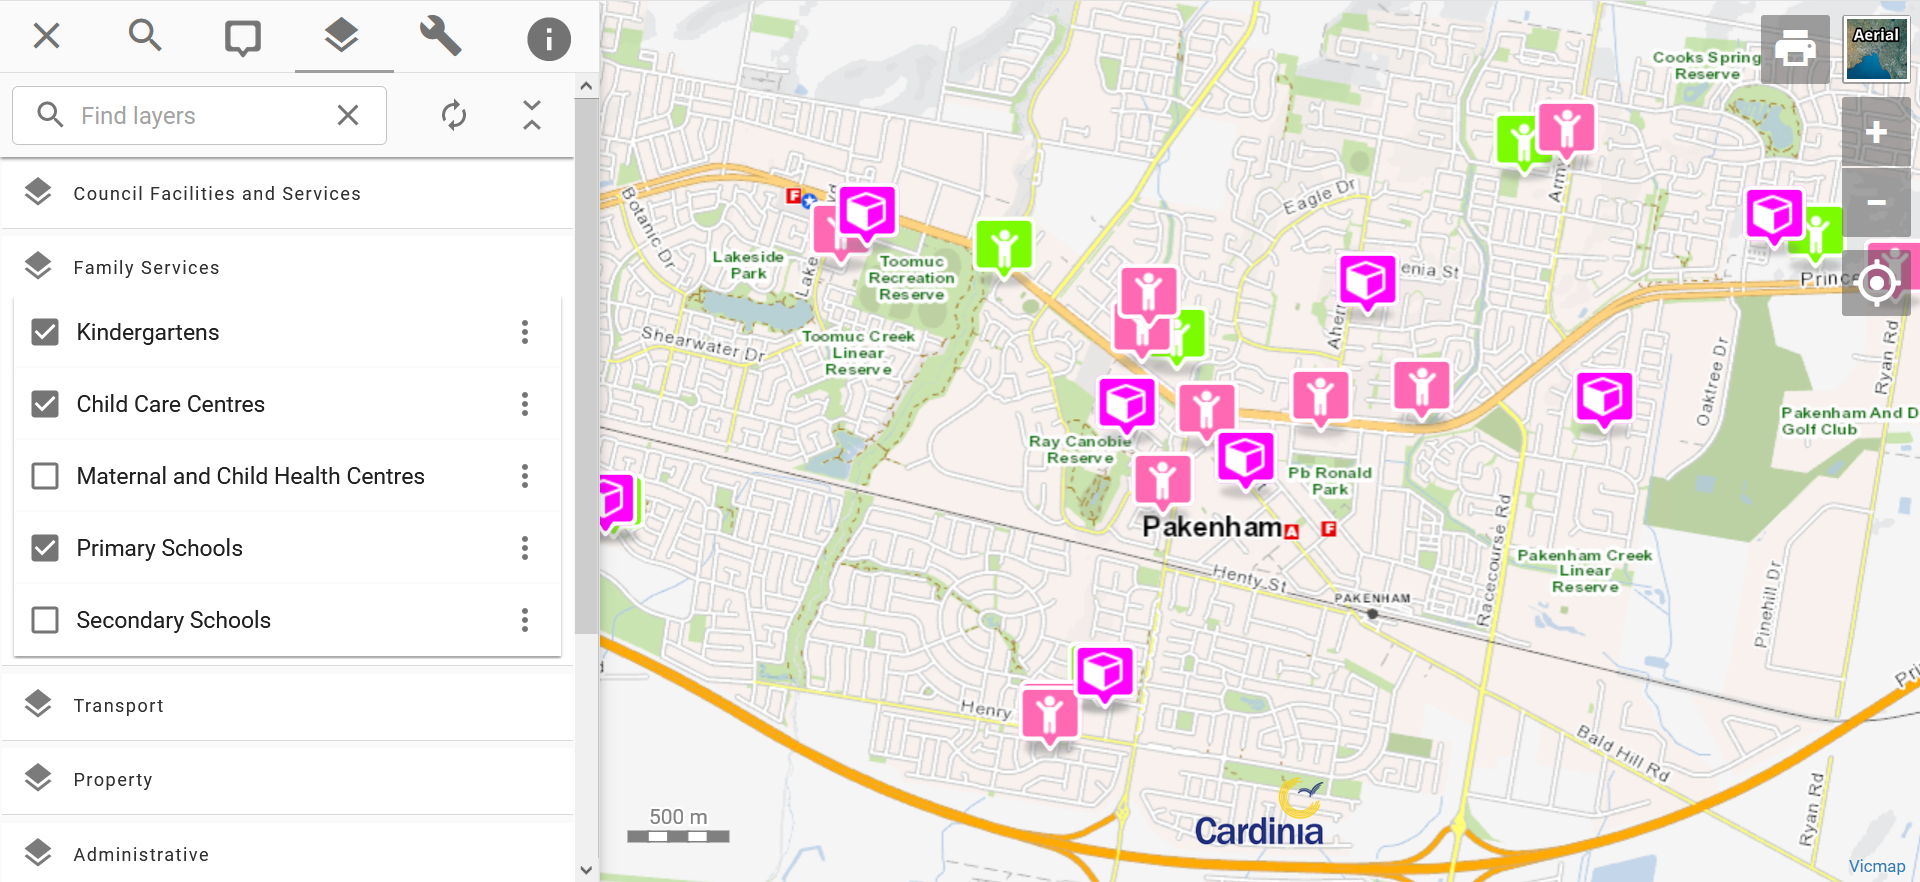 Find layers
Council Facilities and Services
Family Services
Kindergartens
Child Care Centres
Maternal and Child Health Centres
Primary Schools
Secondary Schools
Transport
Property
Administrative
Aerial
Cooks Spring
Reserve
Botanic Dr
F
Lakeside
Park
Lake
Toomuc
Recreation
Reserve
Eagle Dr
enia St
Army
Ahern
Princes
Shearwater Dr
Toomuc Creek
Linear
Reserve
Oaktree Dr
Ryan Rd
Pakenham And D
Golf Club
Ray Canobie
Reserve
Pb Ronald
Park
Pakenham
A
F
Racecourse Rd
Pakenham Creek
Linear
Reserve
Henty St
PAKENHAM
Pinehill Dr
Henry
Bald Hill Rd
Ryan Rd
500 m
Cardinia
Vicmap